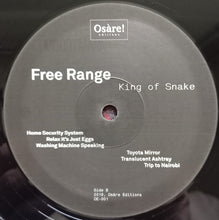 Osàre!
editions
Free Range
King of Snake
Home Security System
Relax It's Just Eggs
Washing Machine Speaking
Toyota Mirror
Translucent Ashtray
Trip to Nairobi
Side B
2018, Osàre Editions
OE-001